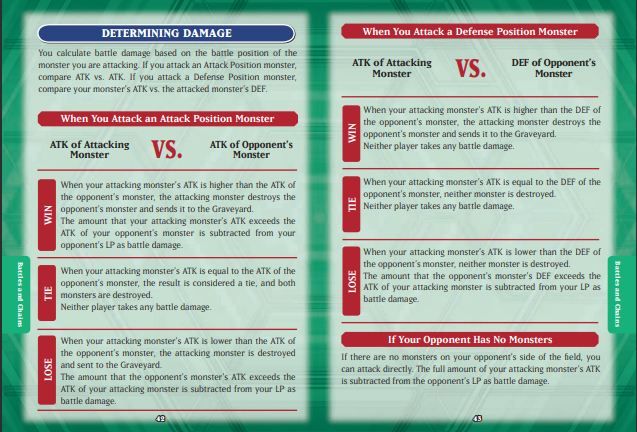 DETERMINING DAMAGE
You calculate battle damage based on the battle position of the
monster you are attacking. If you attack an Attack Position monster,
compare ATK vs. ATK. If you attack a Defense Position monster,
compare your monster's ATK vs. the attacked monster's DEF.
When You Attack an Attack Position Monster
ATK of Attacking
Monster
VS.
ATK of Opponent's
Monster
WIN
When your attacking monster's ATK is higher than the ATK of
the opponent's monster, the attacking monster destroys the
opponent's monster and sends it to the Graveyard.
The amount that your attacking monster's ATK exceeds the
ATK of your opponent's monster is subtracted from your
opponent's LP as battle damage.
TIE
When your attacking monster's ATK is equal to the ATK of the
opponent's monster, the result is considered a tie, and both
monsters are destroyed.
Neither player takes any battle damage.
LOSE
When your attacking monster's ATK is lower than the ATK of
the opponent's monster, the attacking monster is destroyed
and sent to the Graveyard.
The amount that the opponent's monster's ATK exceeds the
ATK of your attacking monster is subtracted from your LP as
battle damage.
Battles and Chains
42
When You Attack a Defense Position Monster
ATK of Attacking
Monster
VS.
DEF of Opponent's
Monster
WIN
When your attacking monster's ATK is higher than the DEF of
the opponent's monster, the attacking monster destroys the
opponent's monster and sends it to the Graveyard.
Neither player takes any battle damage.
TIE
When your attacking monster's ATK is equal to the DEF of the
opponent's monster, neither monster is destroyed.
Neither player takes any battle damage.
LOSE
When your attacking monster's ATK is lower than the DEF of
the opponent's monster, neither monster is destroyed.
The amount that the opponent's monster's DEF exceeds the
ATK of your attacking monster is subtracted from your LP as
battle damage.
If Your Opponent Has No Monsters
If there are no monsters on your opponent's side of the field, you
can attack directly. The full amount of your attacking monster's ATK
is subtracted from the opponent's LP as battle damage.
Battles and Chains
43